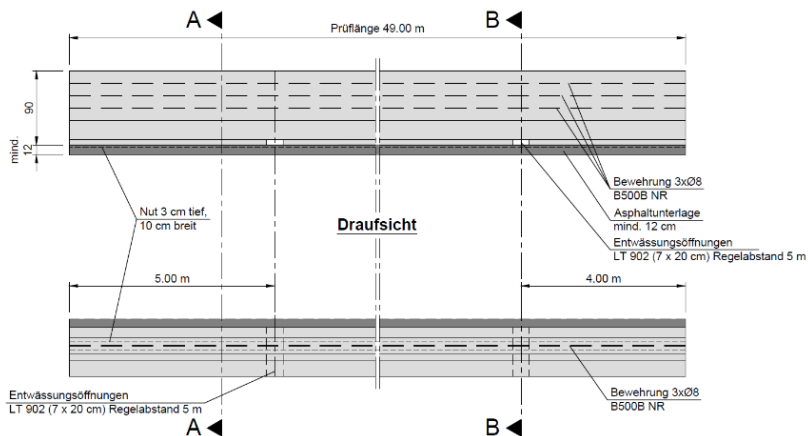 A
B
Prüflänge 49.00 m
90
mind.
12
Bewehrung 3xØ8
B500B NR
Nut 3 cm tief,
10 cm breit
Asphaltunterlage
mind. 12 cm
Draufsicht
Entwässungsöffnungen
LT 902 (7 x 20 cm) Regelabstand 5 m
5.00 m
4.00 m
Entwässungsöffnungen
LT 902 (7 x 20 cm) Regelabstand 5 m
Bewehrung 3xØ8
B500B NR
A
B